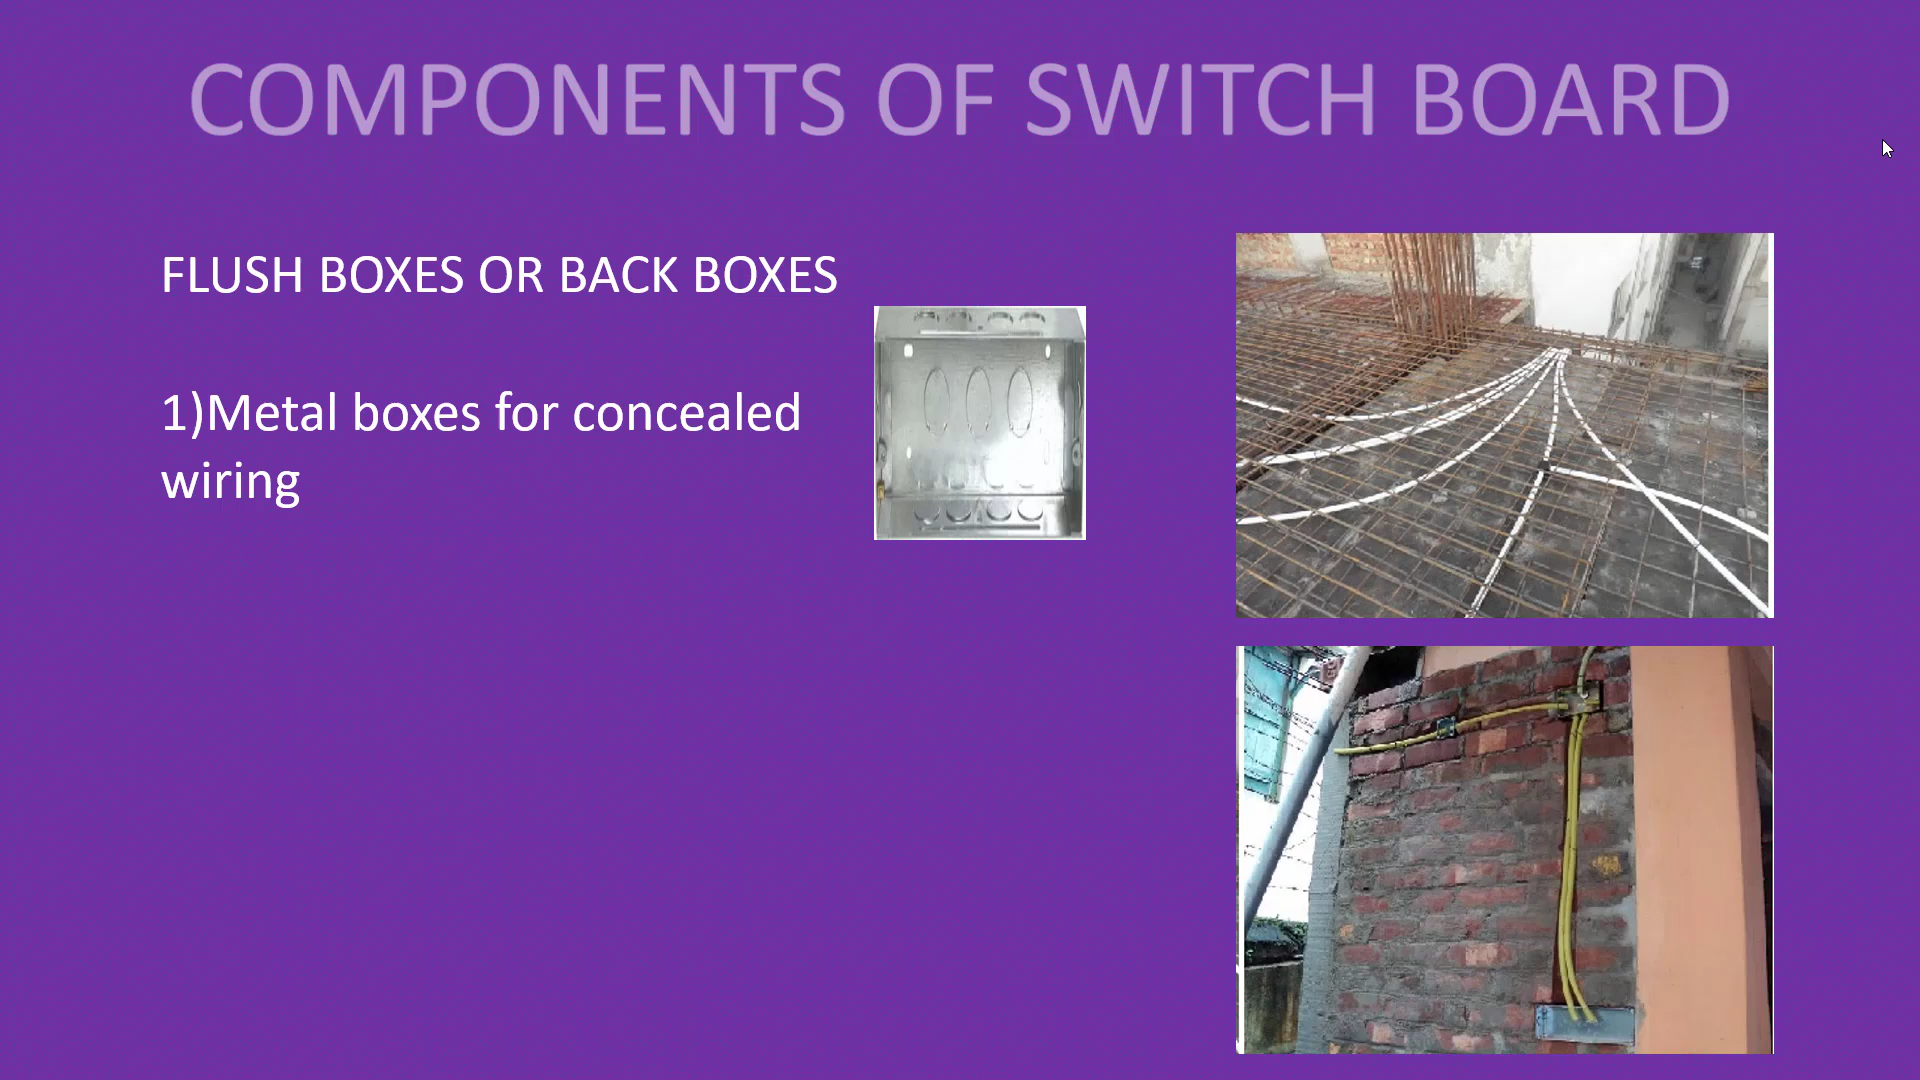 COMPONENTS OF SWITCH BOARD
FLUSH BOXES OR BACK BOXES
1)Metal boxes for concealed
wiring